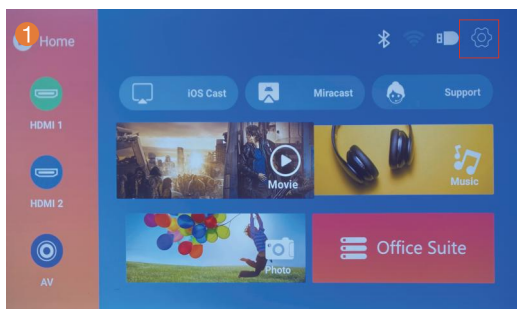 1
Home
iOS Cast
Miracast
Support
HDMI 1
Movie
Music
HDMI 2
Office Suite
Photo
AV